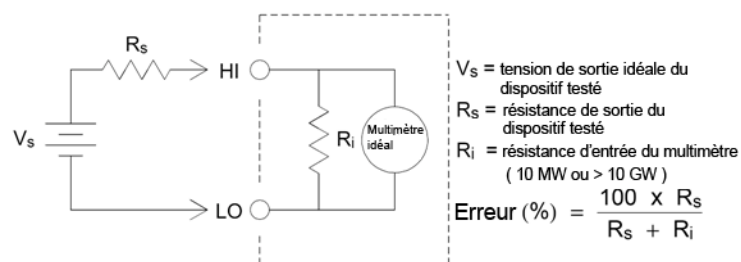 Rs
HI
Vs
Ri
Multimètre
idéal
LO
Vs = tension de sortie idéale du
dispositif testé
Rs = résistance de sortie du
dispositif testé
Ri = résistance d'entrée du multimètre
( 10 MW ou > 10 GW )
Erreur (%) = 100 x Rs
Rs + Ri